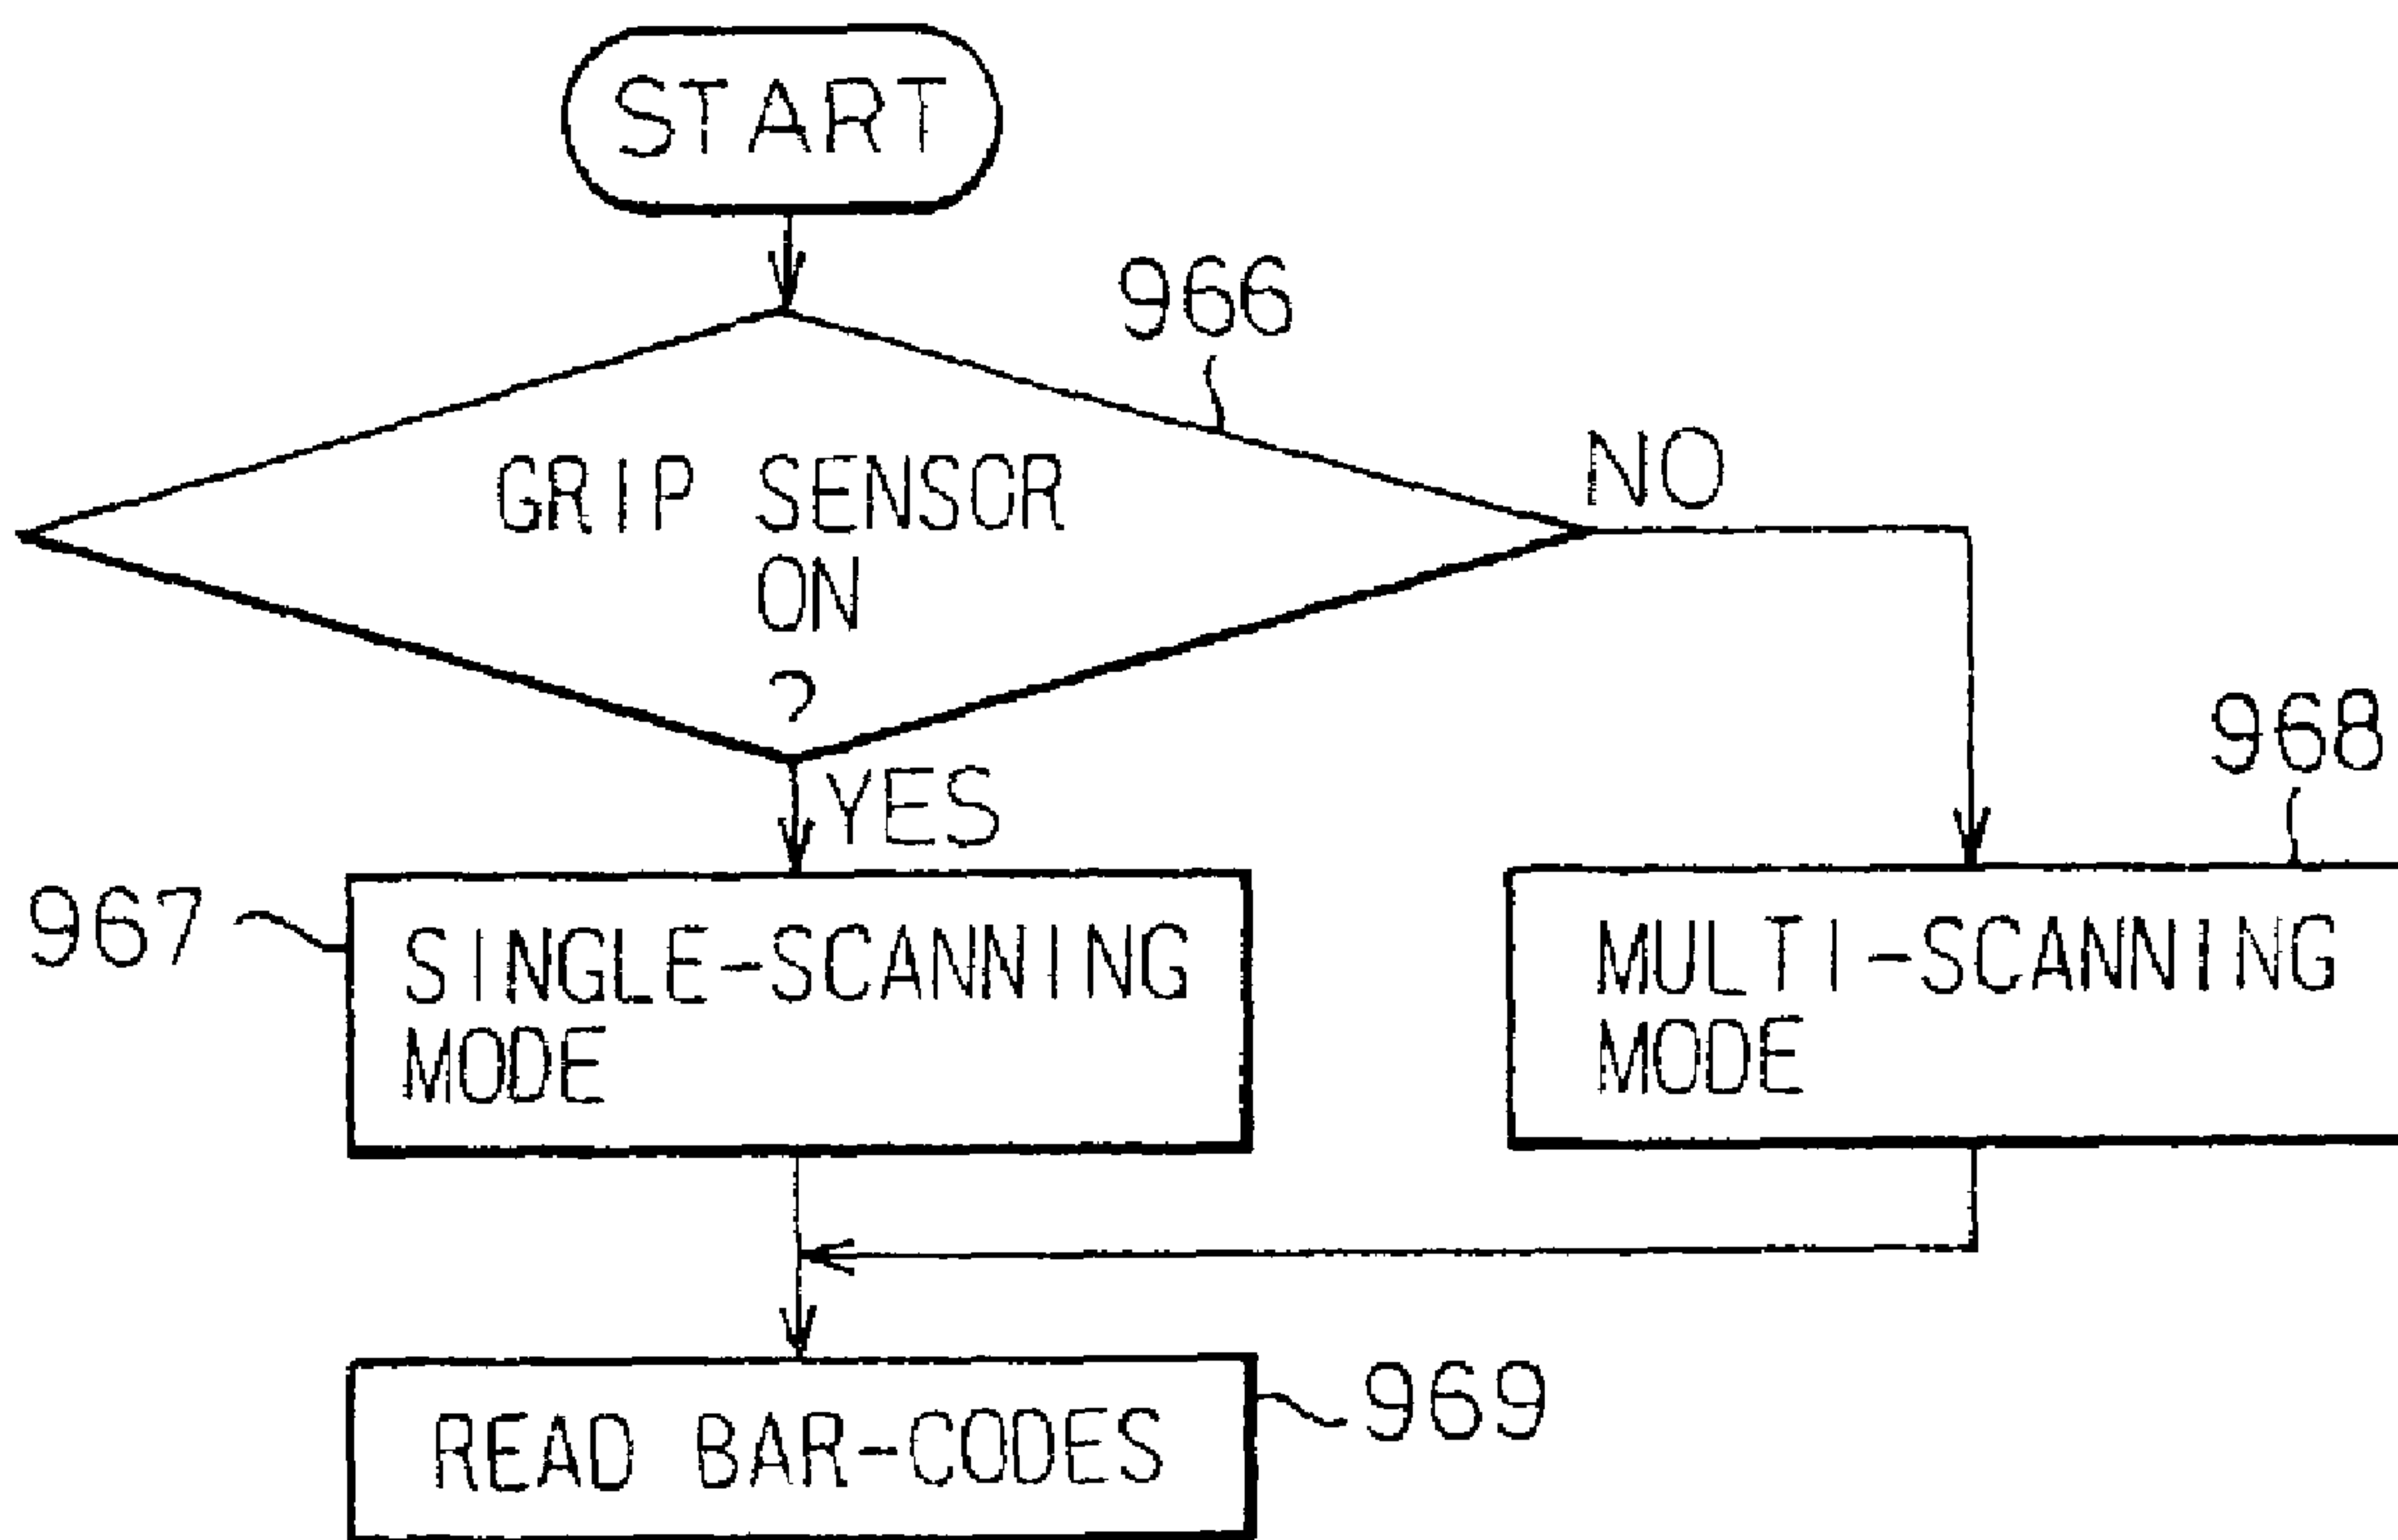 START
966
GRIP SENSOR
ON
?
NO
YES
968
967
SINGLE-SCANNING
MODE
MULTI-SCANNING
MODE
READ BAR-CODES
969